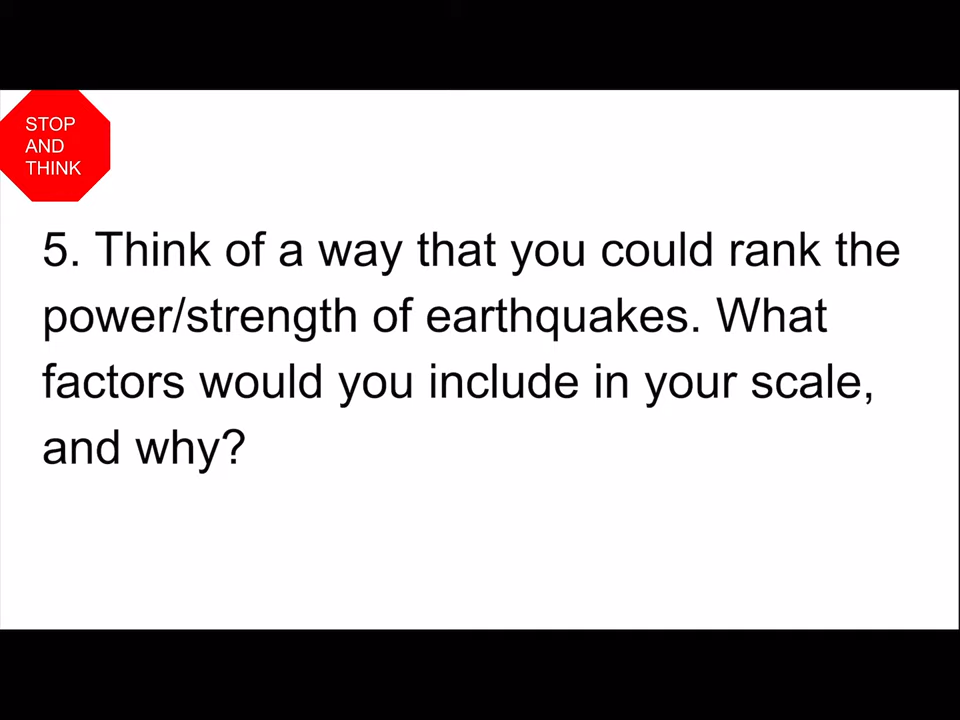 STOP
AND
THINK
5. Think of a way that you could rank the
power/strength of earthquakes. What
factors would you include in your scale,
and why?